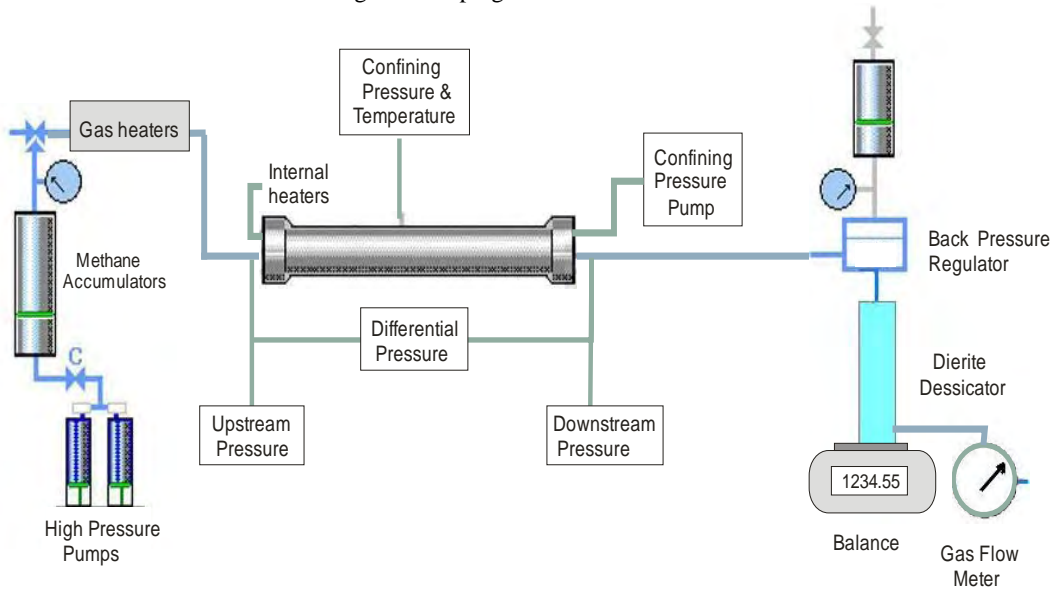 Gas heaters
Confining
Pressure &
Temperature
Internal
heaters
Confining
Pressure
Pump
Methane
Accumulators
Back Pressure
Regulator
Differential
Pressure
C
Dierite
Dessicator
Upstream
Pressure
Downstream
Pressure
1234.55
High Pressure
Pumps
Balance
Gas Flow
Meter